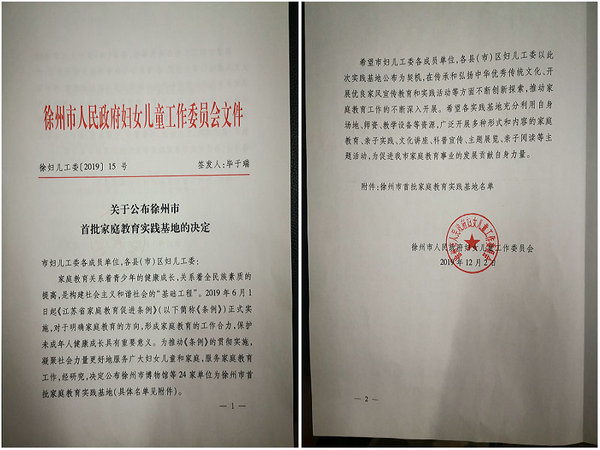 徐州市人民政府妇女儿童工作委员会文件
徐妇儿工委[2019] 15 号 签发人:毕于瑞
关于公布徐州市
首批家庭教育实践基地的决定
市妇儿工委各成员单位,各县(市)区妇儿工委:
家庭教育关系着青少年的健康成长,关系着全民族素质的
提高,是构建社会主义和谐社会的“基础工程”。2019 年 6 月 1
日起《江苏省家庭教育促进条例》(以下简称《条例》)正式实
施,对于明确家庭教育的方向,形成家庭教育的工作合力,保护
未成年人健康成长具有重要意义。为推动《条例》的贯彻实施,
凝聚社会力量更好地服务广大妇女儿童和家庭,服务家庭教育
工作,经研究,决定公布徐州市博物馆等 24 家单位为徐州市首
批家庭教育实践基地(具体名单见附件)。
— 1 —
希望市妇儿工委各成员单位,各县(市)区妇儿工委以此
次实践基地公布为契机,在传承和弘扬中华优秀传统文化、开
展优良家风宣传教育和实践活动等方面不断创新探索,推动家
庭教育工作的不断深入开展。希望各实践基地充分利用自身
场地、师资、教学设备等资源,广泛开展多种形式和内容的家庭
教育、亲子实践、文化讲座、科普宣传、主题展览、亲子阅读等主
题活动,为促进我市家庭教育事业的发展贡献自身力量。
附件:徐州市首批家庭教育实践基地名单
徐州市人民政府妇女儿童工作委员会
2019 年 12 月 2 日
— 2 —